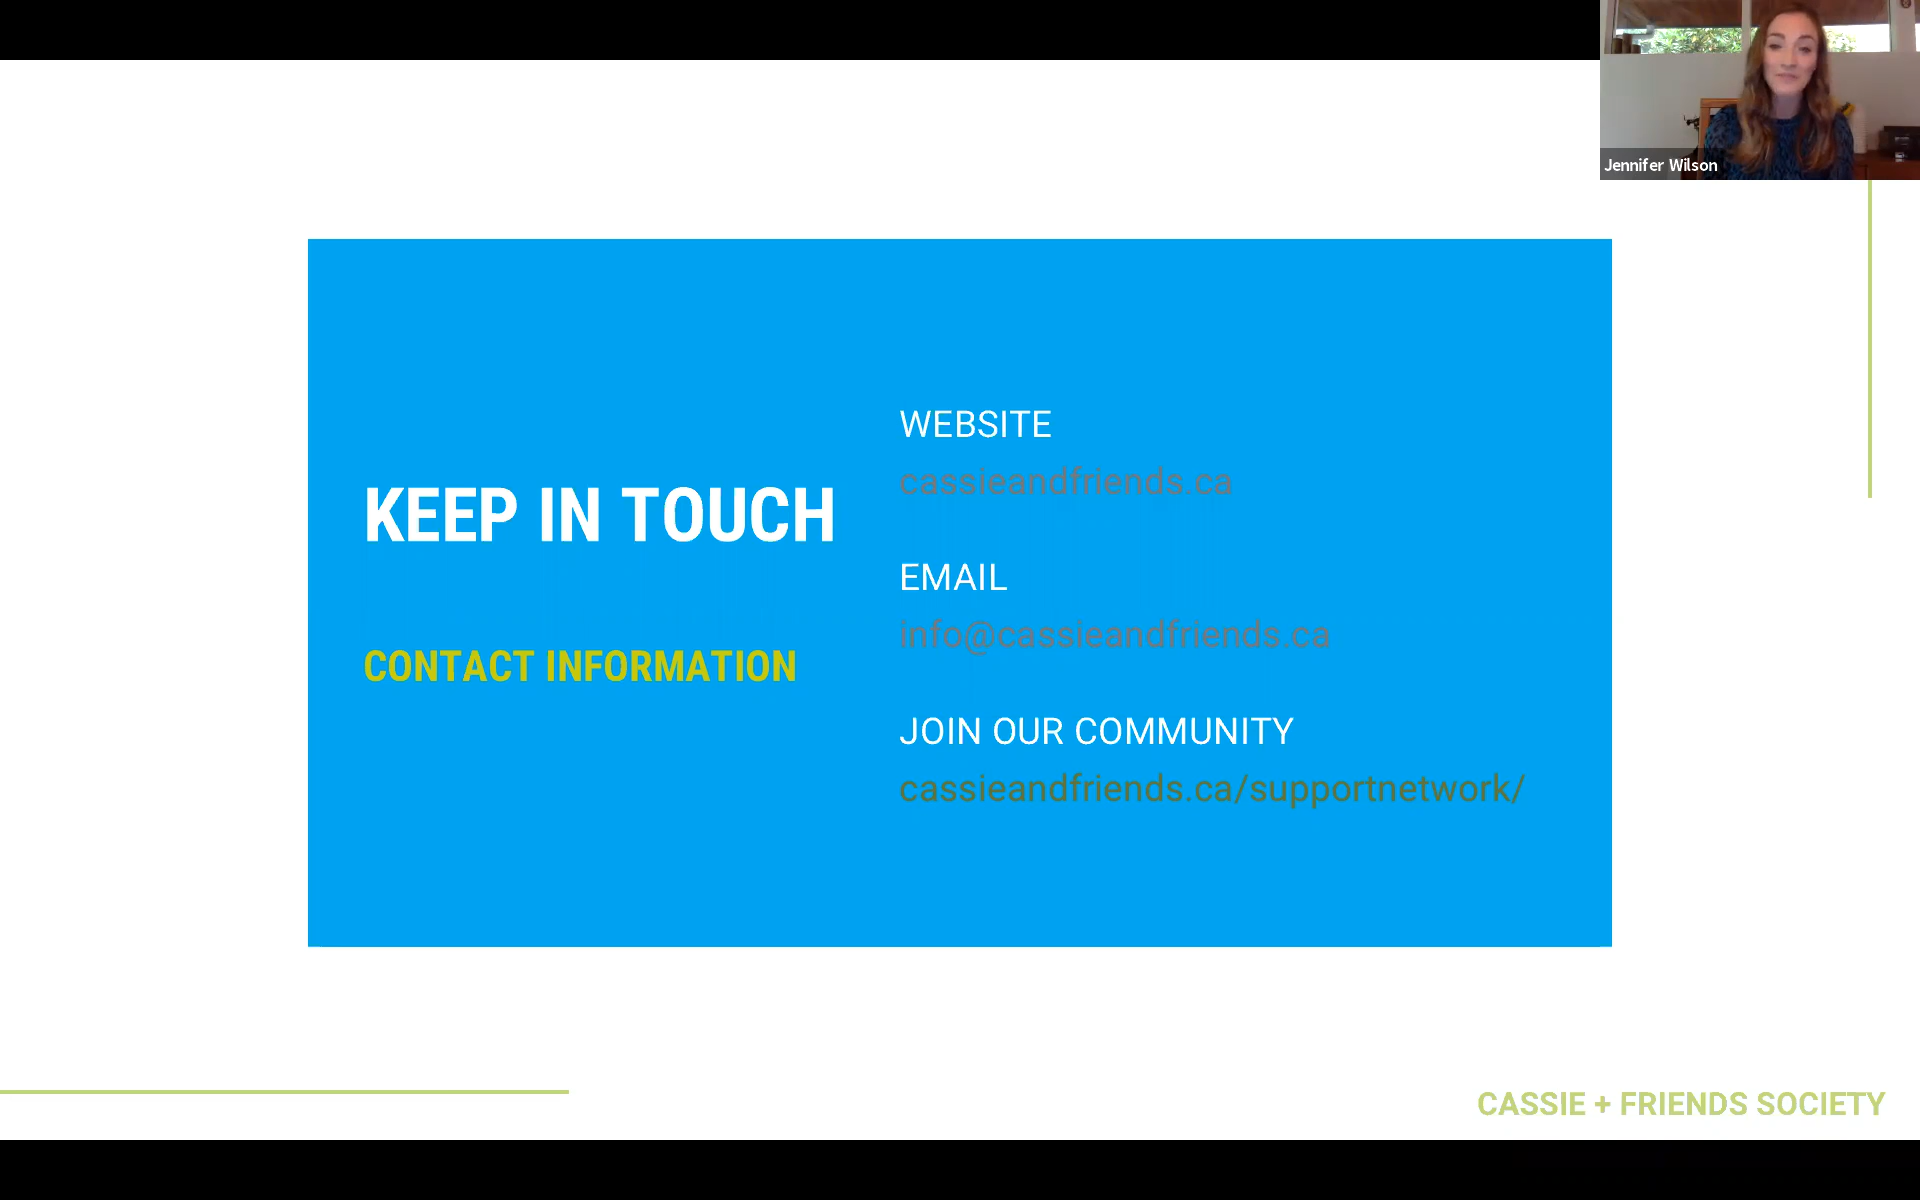 Jennifer Wilson
KEEP IN TOUCH
CONTACT INFORMATION
WEBSITE
cassieandfriends.ca
EMAIL
info@cassieandfriends.ca
JOIN OUR COMMUNITY
cassieandfriends.ca/supportnetwork/
CASSIE + FRIENDS SOCIETY